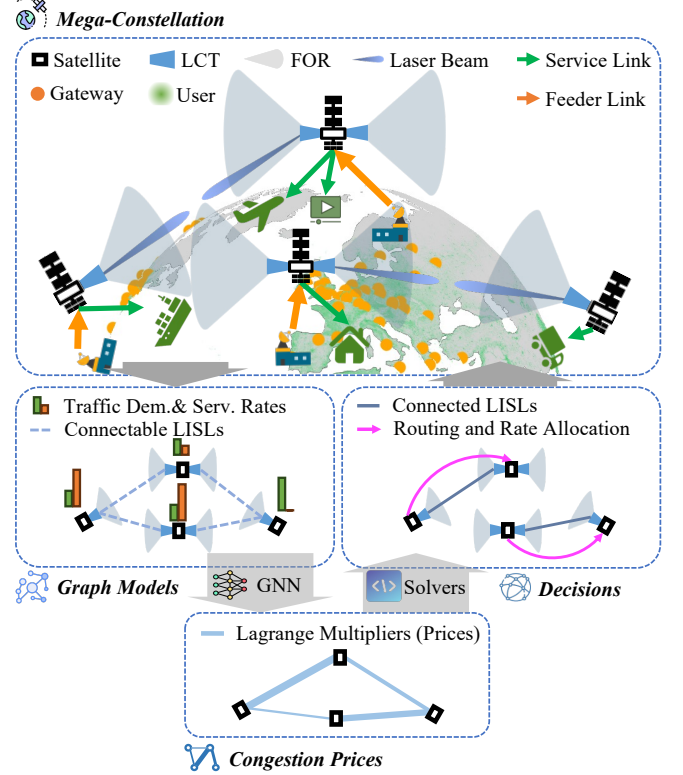 Mega-Constellation
Satellite LCT FOR Laser Beam Service Link
Gateway User Feeder Link
Traffic Dem.& Serv. Rates
Connectable LISLs
Connected LISLs
Routing and Rate Allocation
Graph Models GNN </> Solvers Decisions
Lagrange Multipliers (Prices)
Congestion Prices